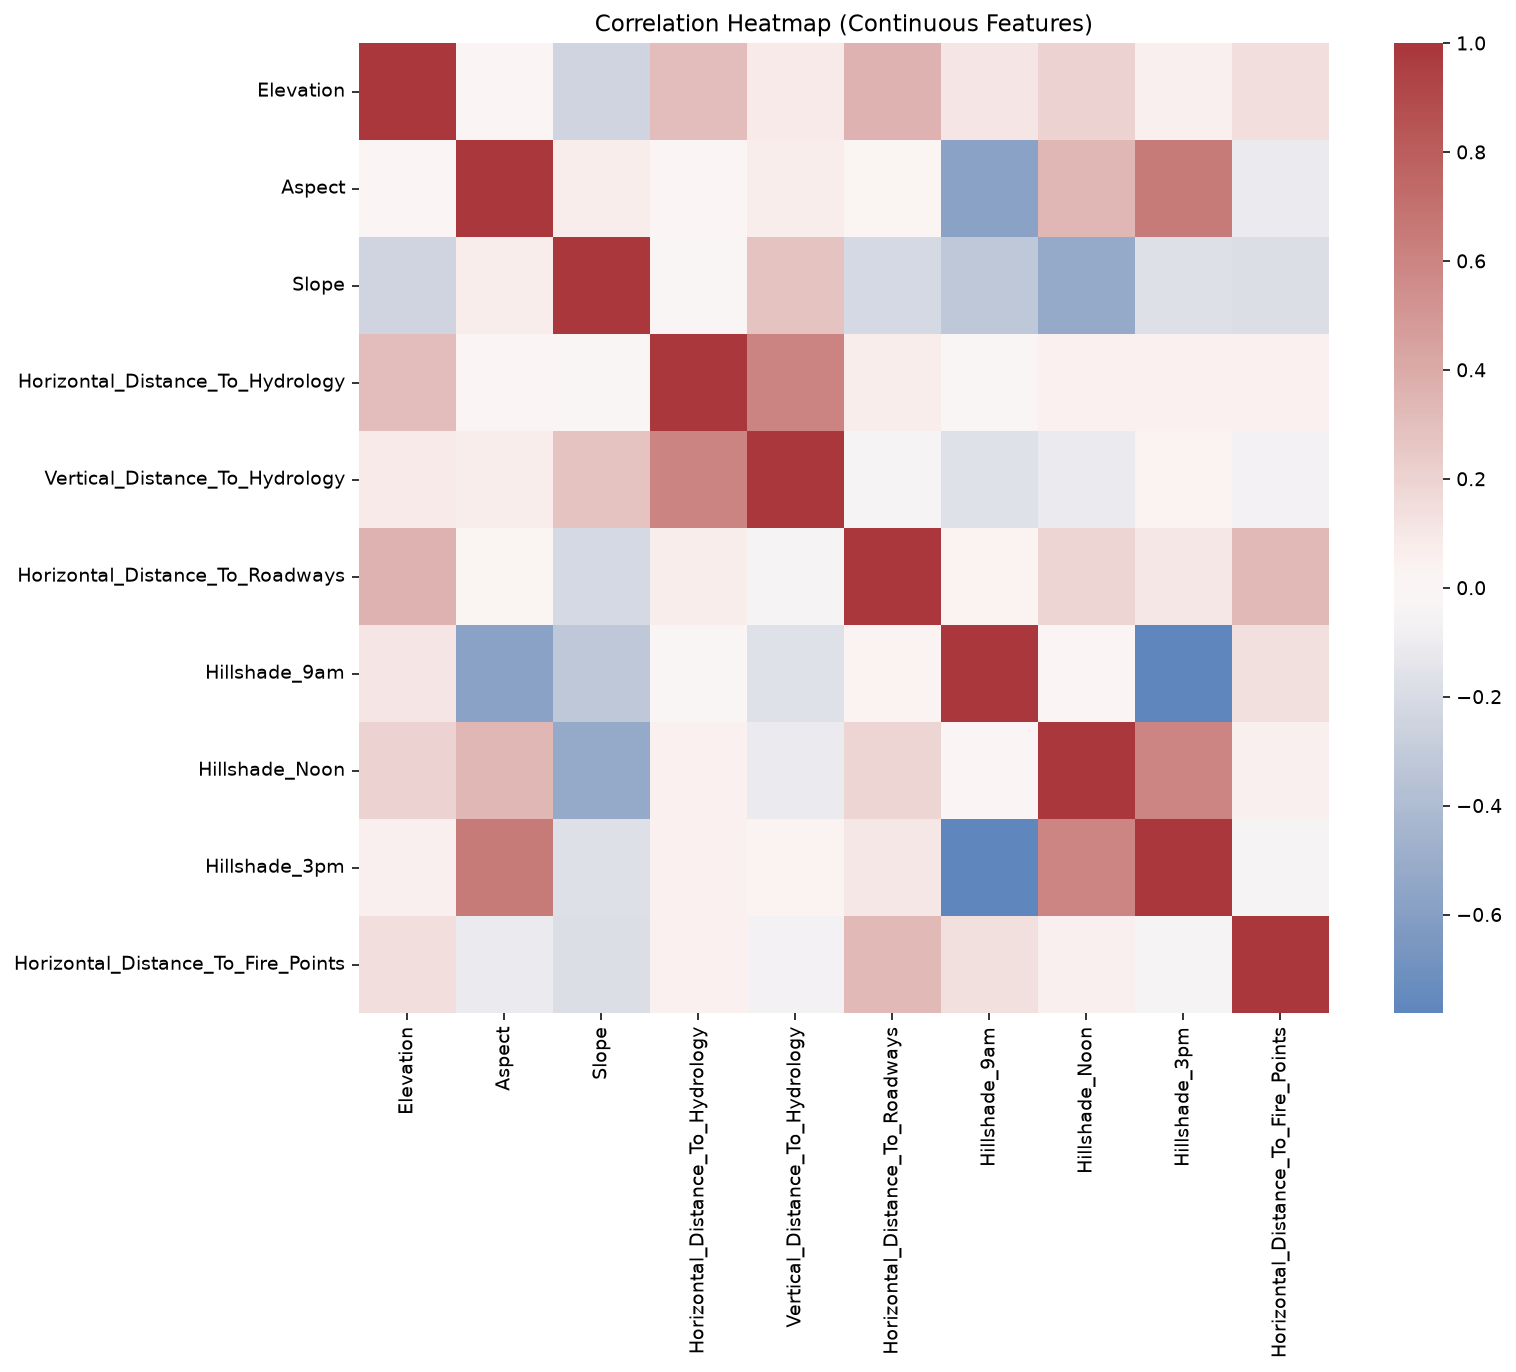 Correlation Heatmap (Continuous Features)
Elevation
Aspect
Slope
Horizontal_Distance_To_Hydrology
Vertical_Distance_To_Hydrology
Horizontal_Distance_To_Roadways
Hillshade_9am
Hillshade_Noon
Hillshade_3pm
Horizontal_Distance_To_Fire_Points
Elevation
Aspect
Slope
Horizontal_Distance_To_Hydrology
Vertical_Distance_To_Hydrology
Horizontal_Distance_To_Roadways
Hillshade_9am
Hillshade_Noon
Hillshade_3pm
Horizontal_Distance_To_Fire_Points
1.0
0.8
0.6
0.4
0.2
0.0
−0.2
−0.4
−0.6